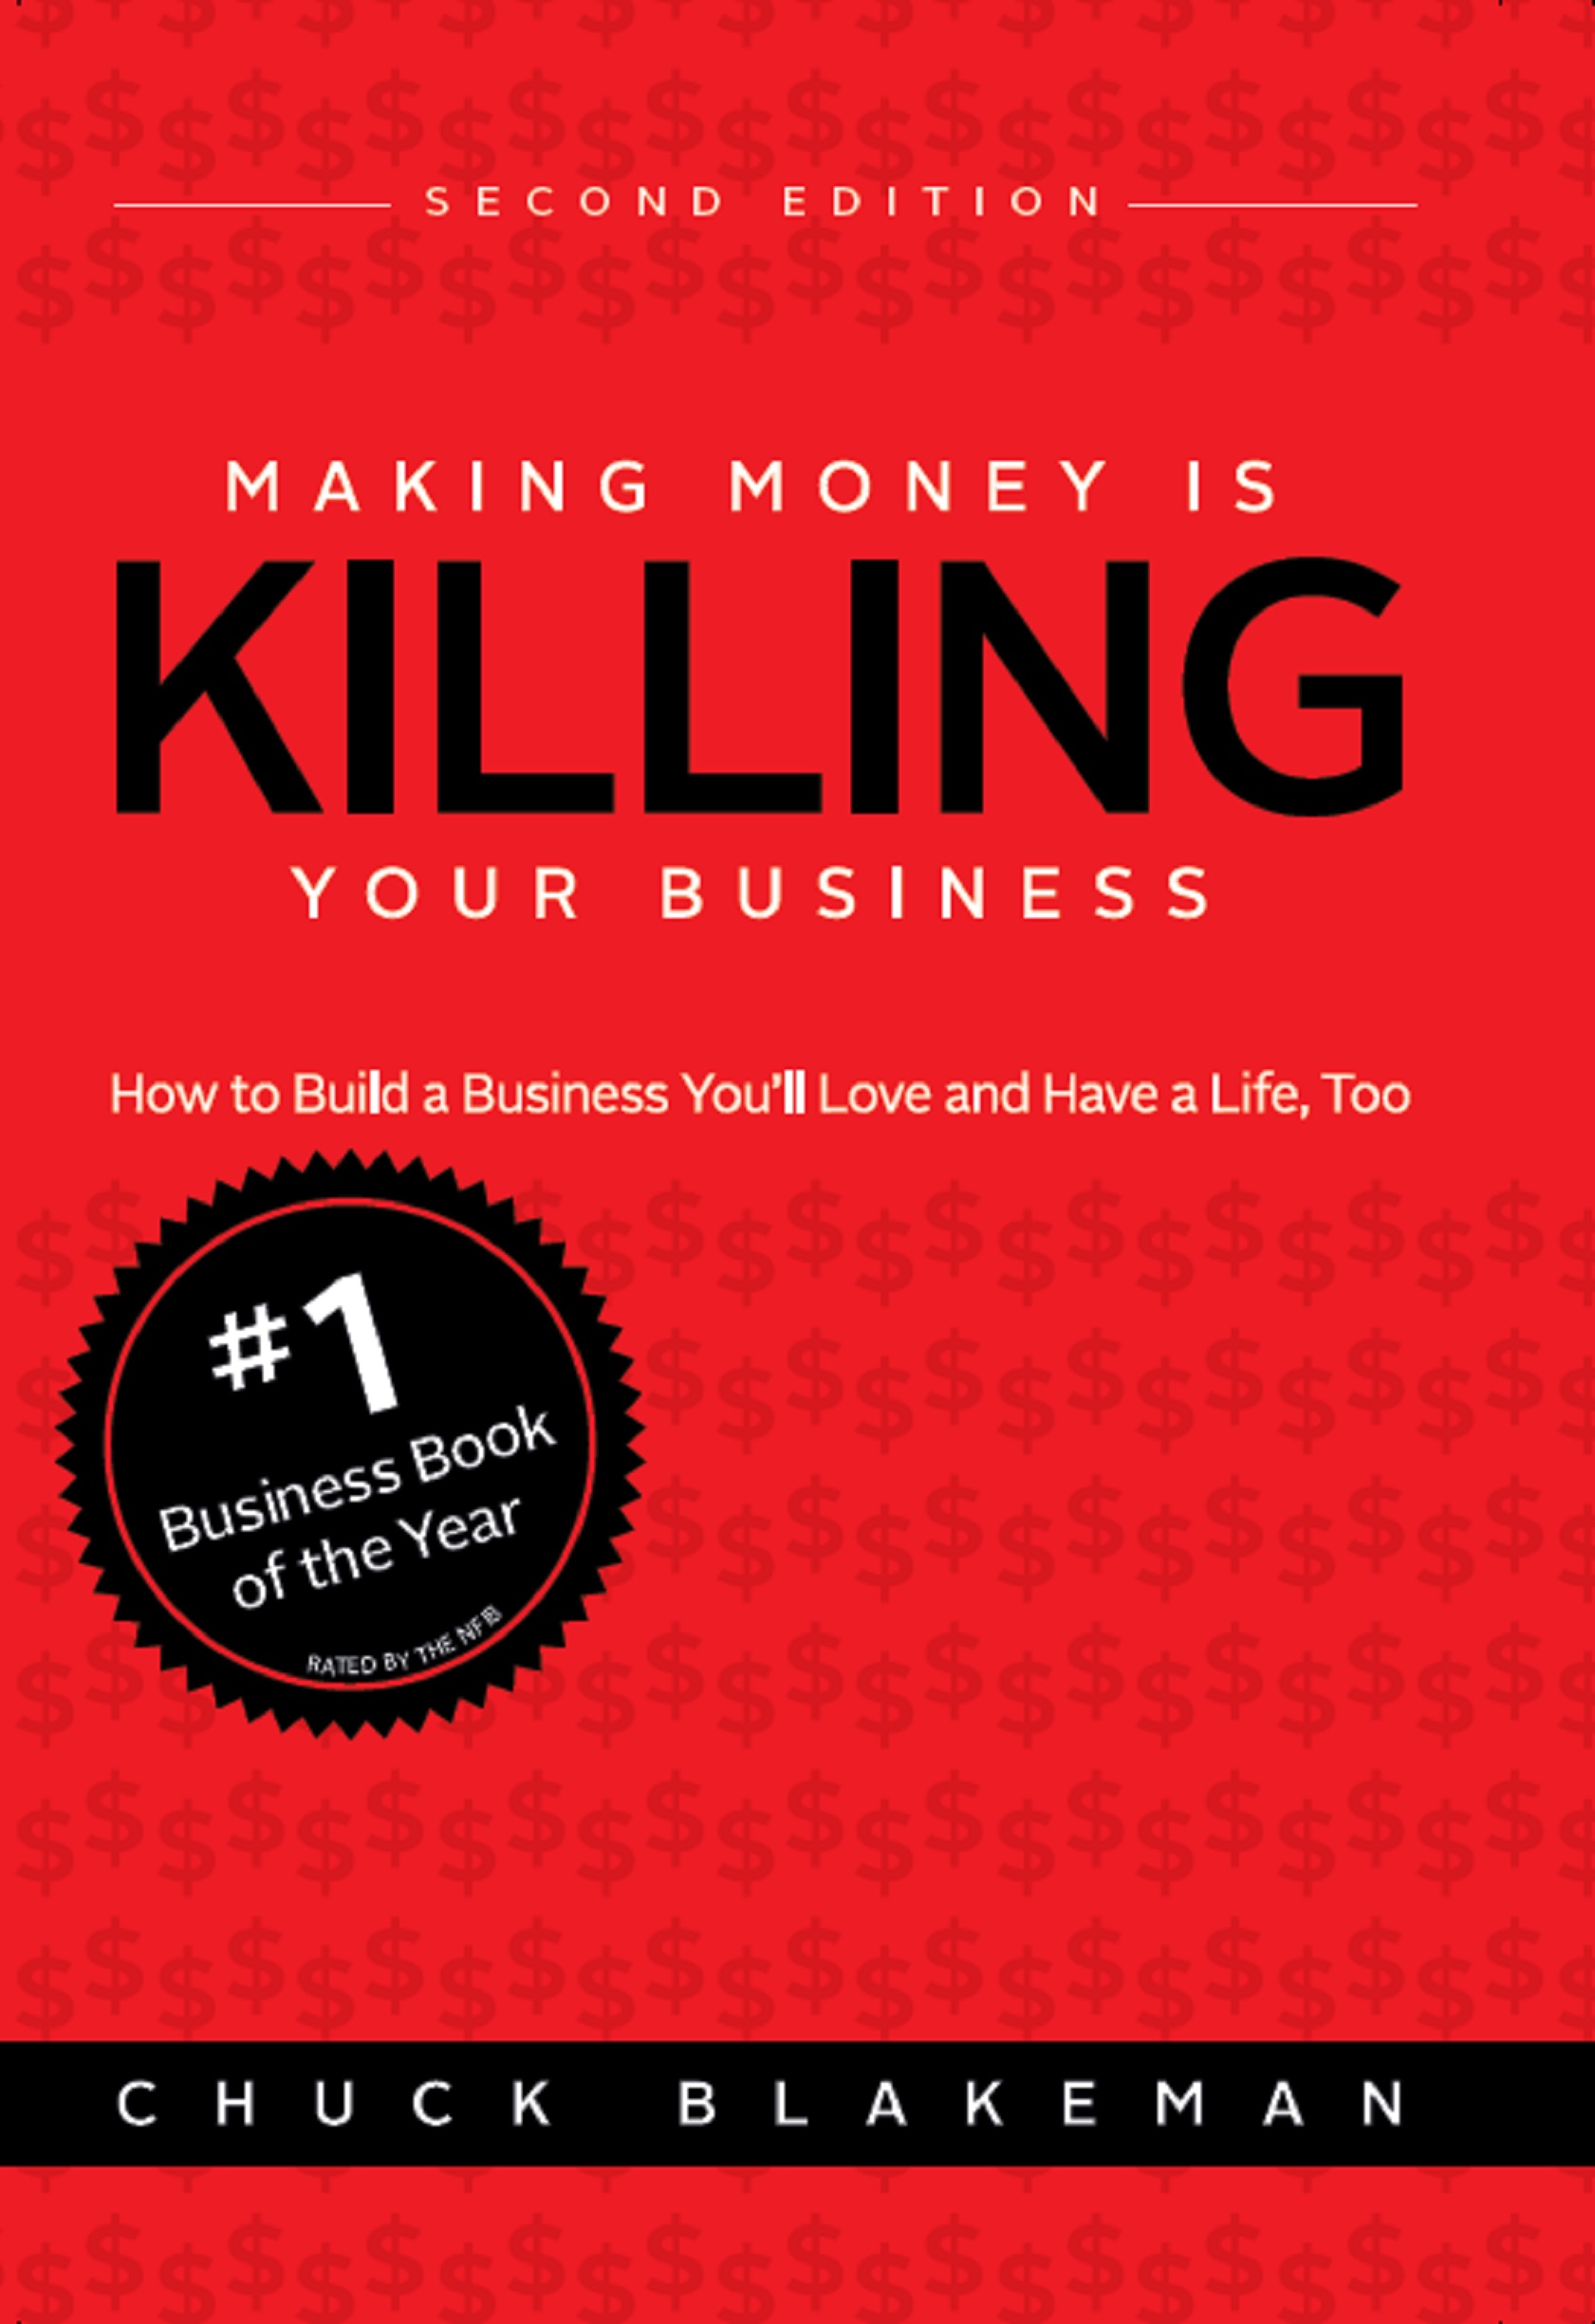 SECOND EDITION
MAKING MONEY IS
KILLING
YOUR BUSINESS
How to Build a Business You'll Love and Have a Life, Too
#1
Business Book
of the Year
RATED BY THE NFIB
CHUCK BLAKEMAN